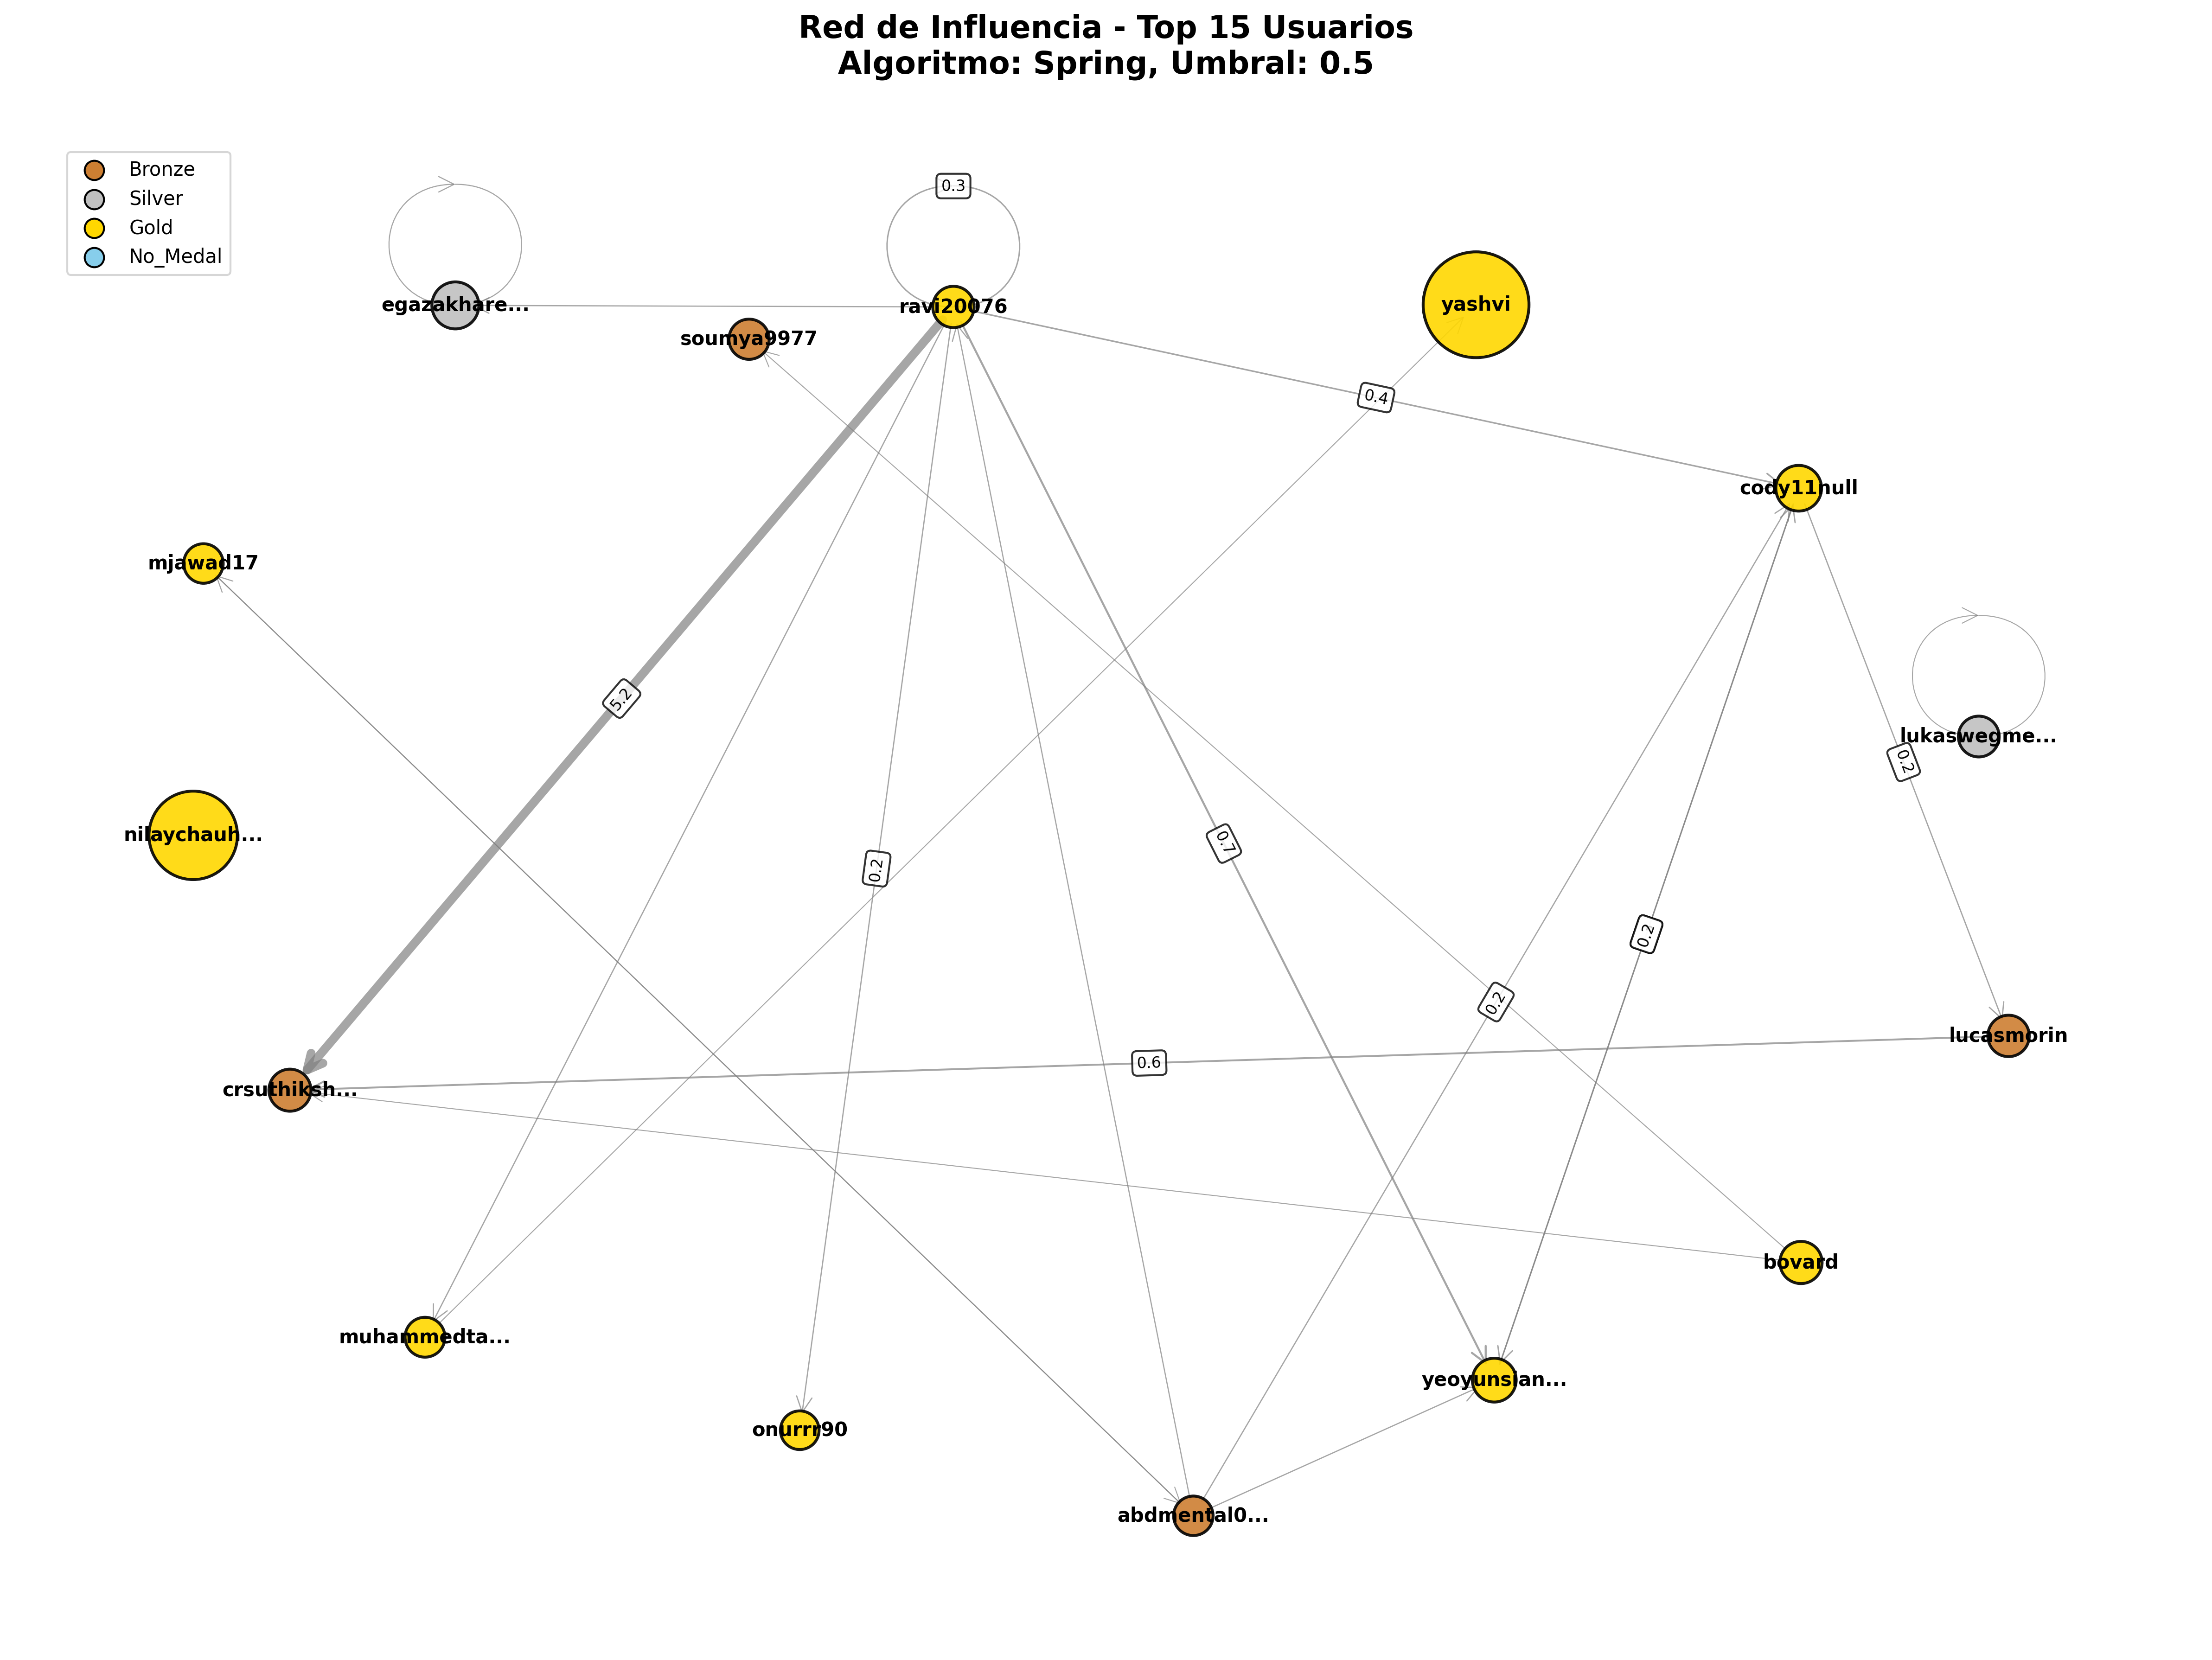 Red de Influencia - Top 15 Usuarios
Algoritmo: Spring, Umbral: 0.5
Bronze
Silver
Gold
No_Medal
0.3
egazakhare...
ravi20076
yashvi
soumya9977
0.4
cody11null
mjawad17
5.2
lukaswegme...
0.2
nilaychauh...
0.7
0.2
0.2
0.2
lucasmorin
0.6
crsuthiksh...
bovard
muhammedta...
yeoyunsian...
onurrr90
abdmental0...